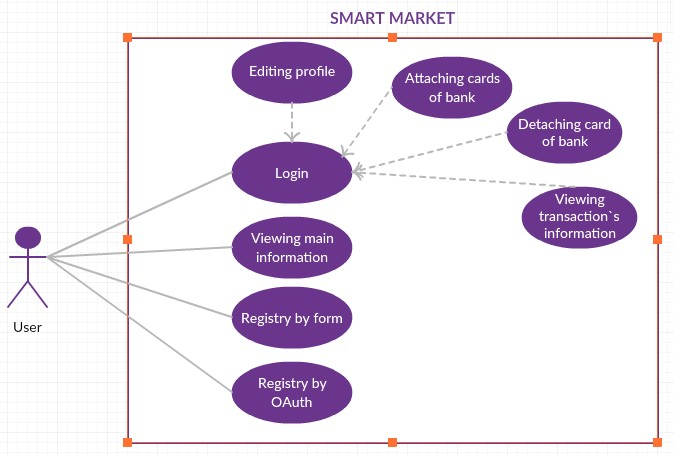 SMART MARKET
Editing profile
Attaching cards
of bank
Detaching card
of bank
Login
Viewing
transaction`s
information
Viewing main
information
Registry by form
User
Registry by
OAuth